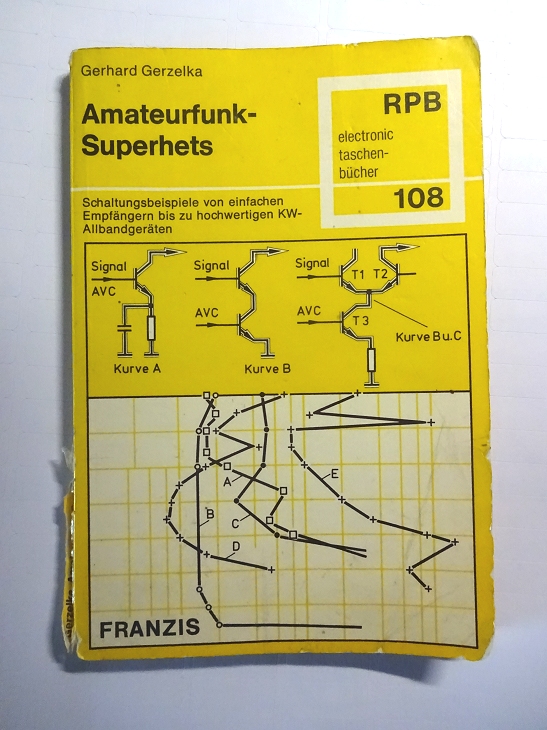 Gerhard Gerzelka
Amateurfunk-
Superhets
RPB
electronic
taschen-
bücher
108
Schaltungsbeispiele von einfachen
Empfängern bis zu hochwertigen KW-
Allbandgeräten
Signal
AVC
Kurve A
Signal
AVC
Kurve B
Signal
T1 T2
AVC
T3
Kurve B u. C
A
B
C
D
E
FRANZIS
Gerzelka